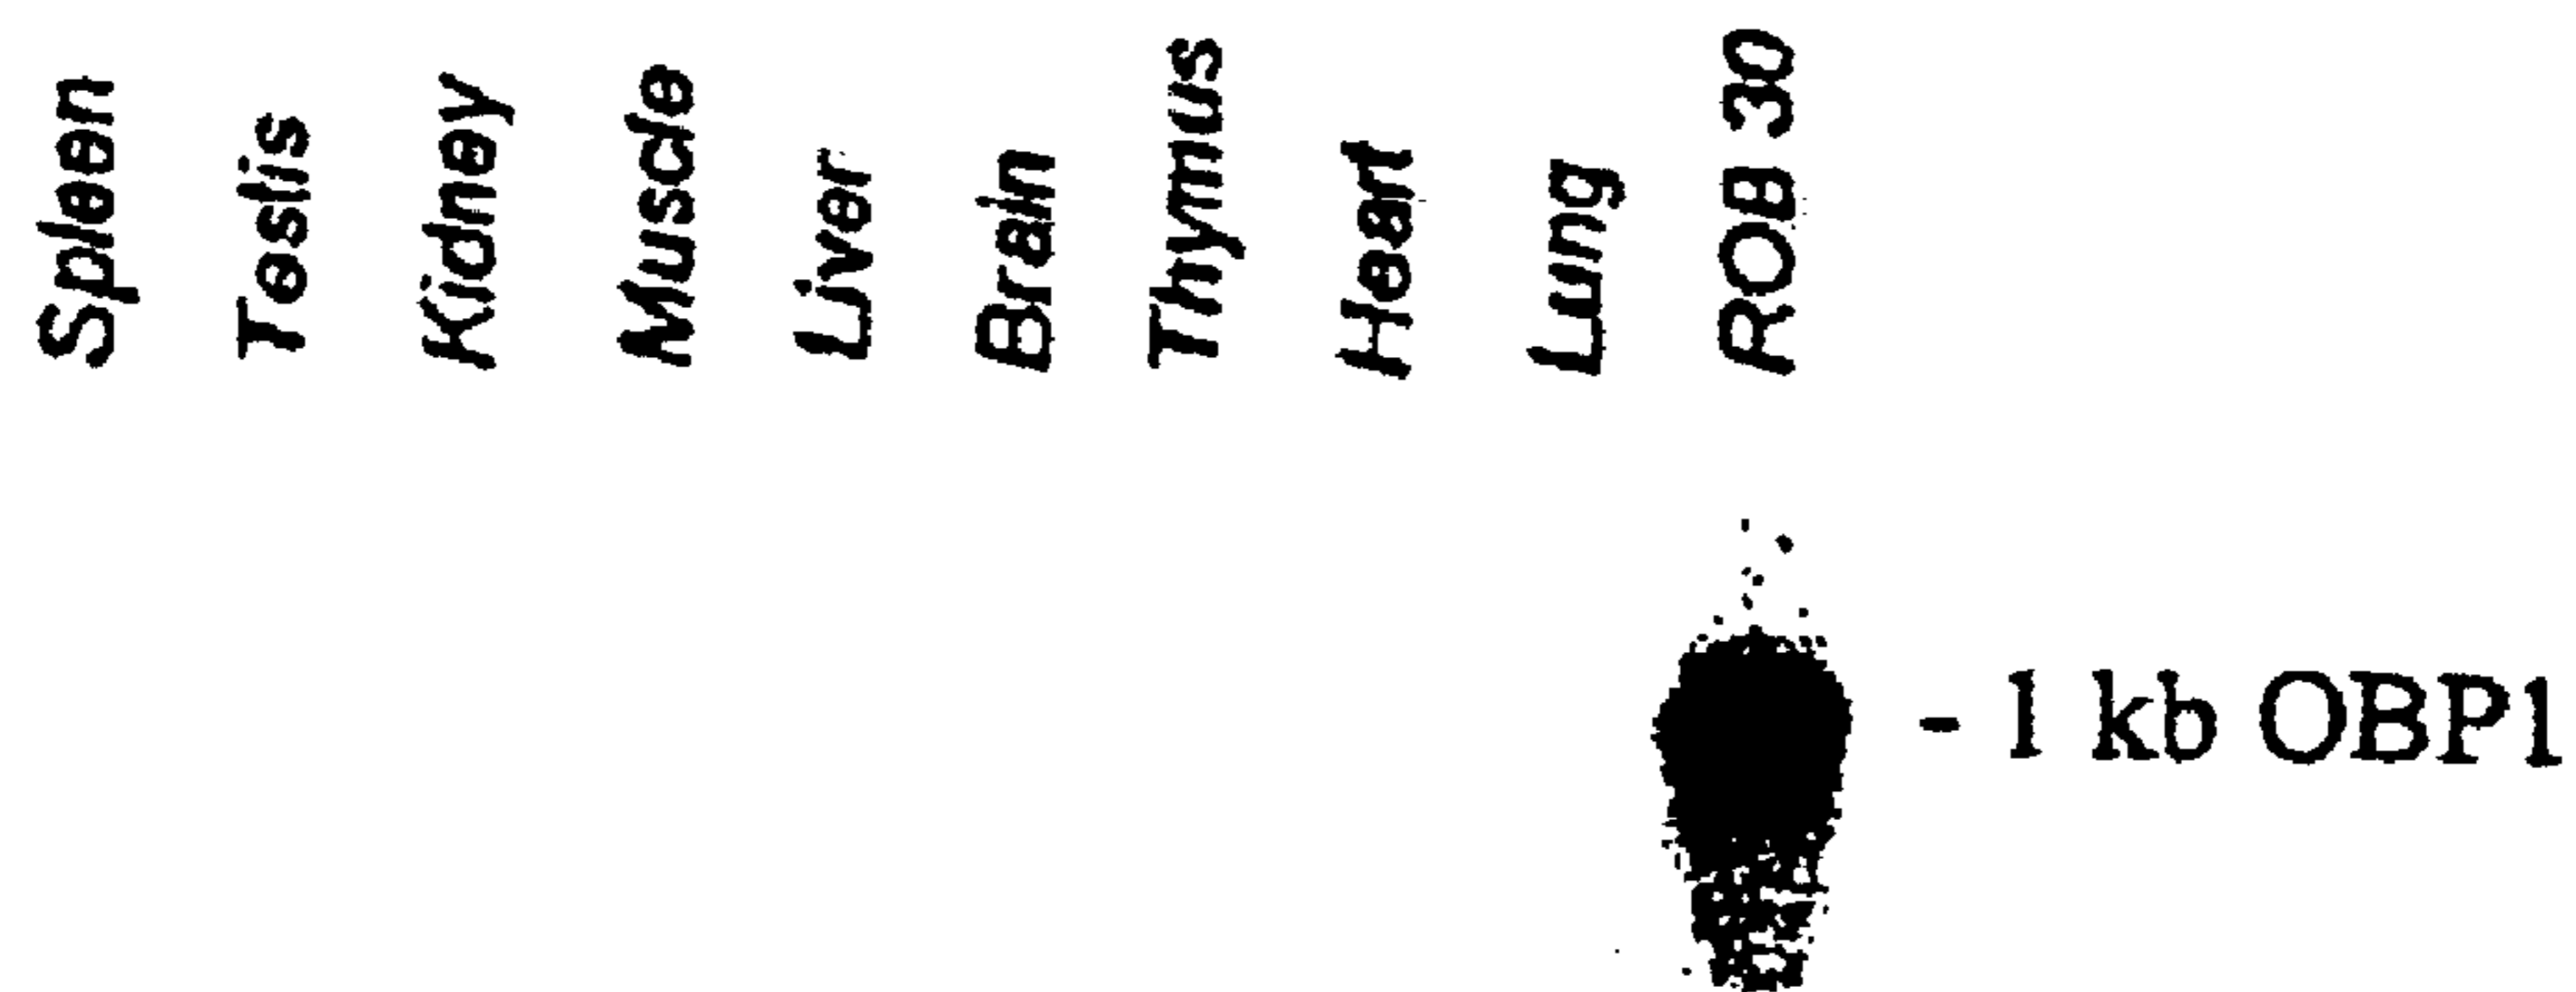 Spleen
Testis
Kidney
Muscle
Liver
Brain
Thymus
Heart
Lung
ROB 30
- 1 kb OBP1